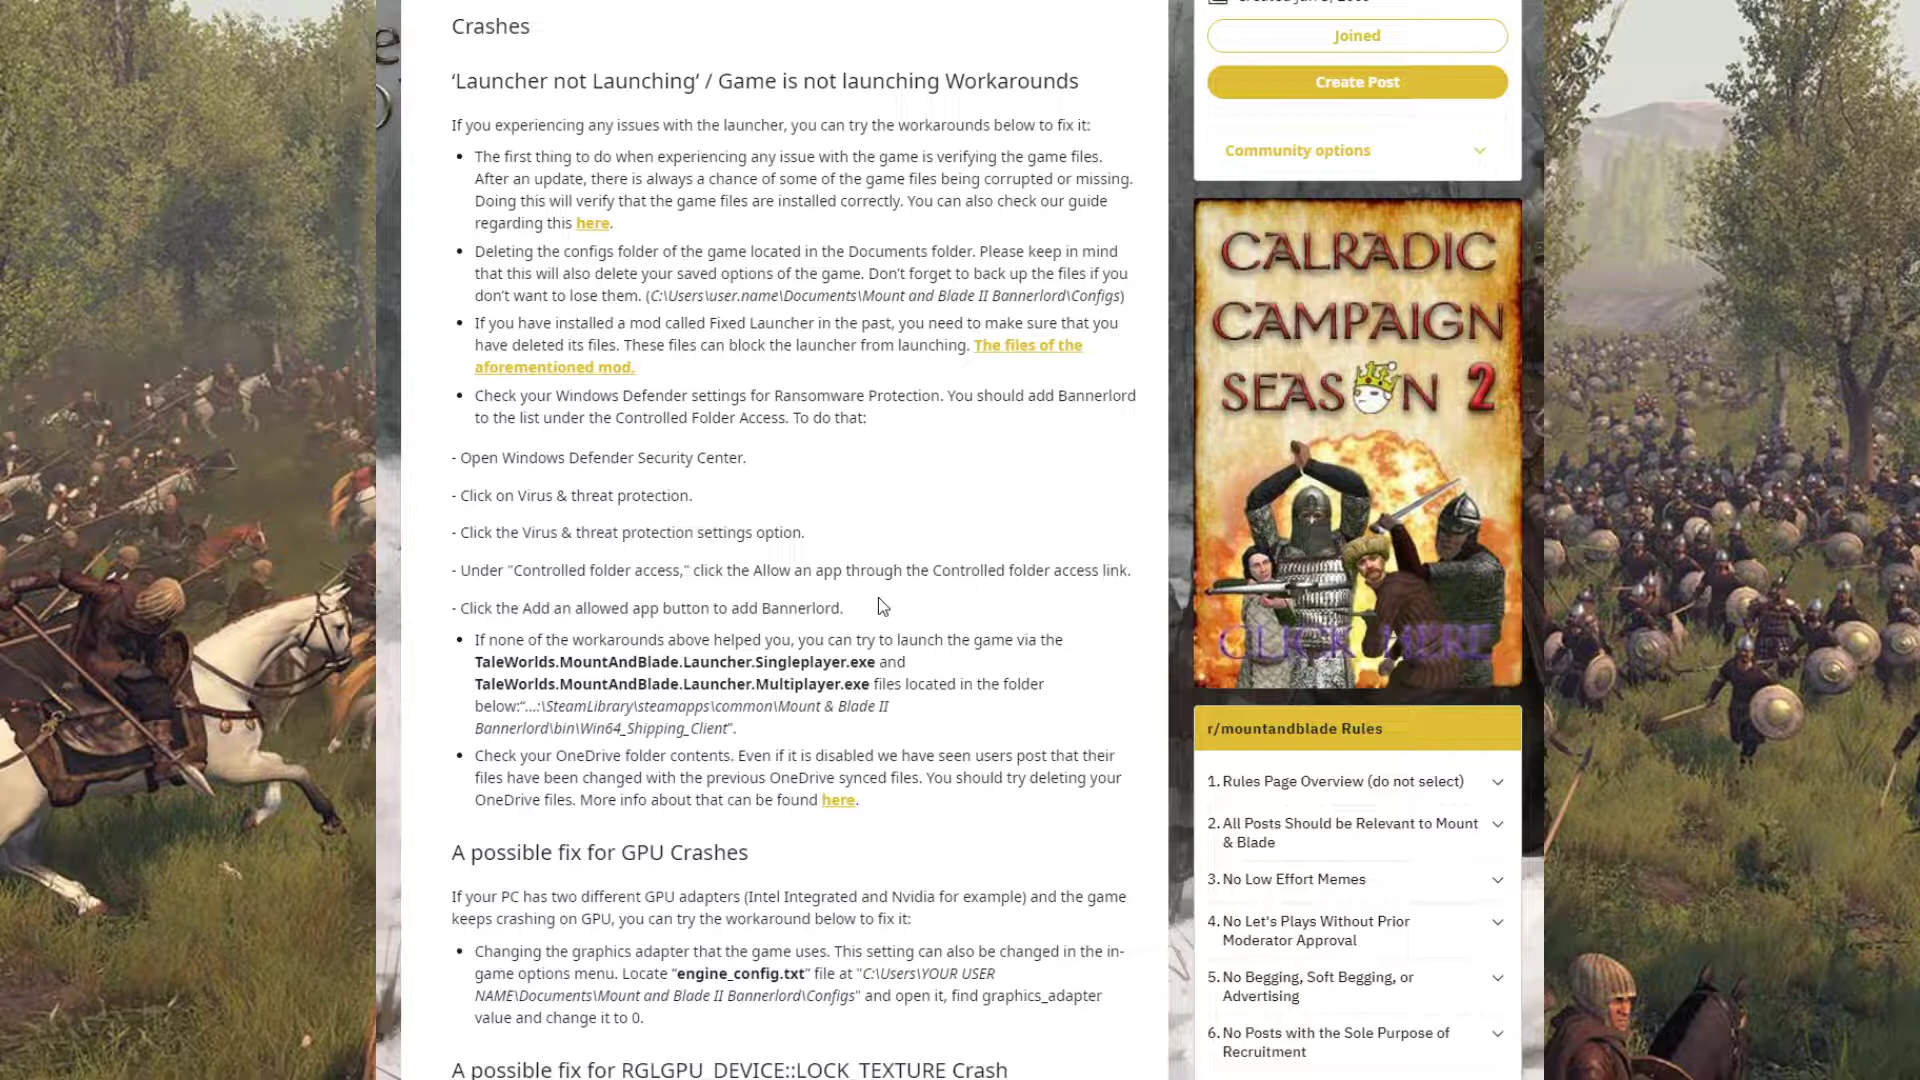 Crashes
‘Launcher not Launching’ / Game is not launching Workarounds
If you experiencing any issues with the launcher, you can try the workarounds below to fix it:
• The first thing to do when experiencing any issue with the game is verifying the game files.
After an update, there is always a chance of some of the game files being corrupted or missing.
Doing this will verify that the game files are installed correctly. You can also check our guide
regarding this here.
• Deleting the configs folder of the game located in the Documents folder. Please keep in mind
that this will also delete your saved options of the game. Don’t forget to back up the files if you
don’t want to lose them. (C:\Users\user.name\Documents\Mount and Blade II Bannerlord\Configs)
• If you have installed a mod called Fixed Launcher in the past, you need to make sure that you
have deleted its files. These files can block the launcher from launching. The files of the
aforementioned mod.
• Check your Windows Defender settings for Ransomware Protection. You should add Bannerlord
to the list under the Controlled Folder Access. To do that:
- Open Windows Defender Security Center.
- Click on Virus & threat protection.
- Click the Virus & threat protection settings option.
- Under "Controlled folder access," click the Allow an app through the Controlled folder access link.
- Click the Add an allowed app button to add Bannerlord.
• If none of the workarounds above helped you, you can try to launch the game via the
TaleWorlds.MountAndBlade.Launcher.Singleplayer.exe and
TaleWorlds.MountAndBlade.Launcher.Multiplayer.exe files located in the folder
below:“...:\SteamLibrary\steamapps\common\Mount & Blade II
Bannerlord\bin\Win64_Shipping_Client”.
• Check your OneDrive folder contents. Even if it is disabled we have seen users post that their
files have been changed with the previous OneDrive synced files. You should try deleting your
OneDrive files. More info about that can be found here.
A possible fix for GPU Crashes
If your PC has two different GPU adapters (Intel Integrated and Nvidia for example) and the game
keeps crashing on GPU, you can try the workaround below to fix it:
• Changing the graphics adapter that the game uses. This setting can also be changed in the in-
game options menu. Locate “engine_config.txt” file at "C:\Users\YOUR USER
NAME\Documents\Mount and Blade II Bannerlord\Configs" and open it, find graphics_adapter
value and change it to 0.
A possible fix for RGLGPU_DEVICE::LOCK_TEXTURE Crash
Joined
Create Post
Community options
CALRADIC
CAMPAIGN
SEASON 2
CLICK HERE
r/mountandblade Rules
1. Rules Page Overview (do not select)
2. All Posts Should be Relevant to Mount
& Blade
3. No Low Effort Memes
4. No Let's Plays Without Prior
Moderator Approval
5. No Begging, Soft Begging, or
Advertising
6. No Posts with the Sole Purpose of
Recruitment